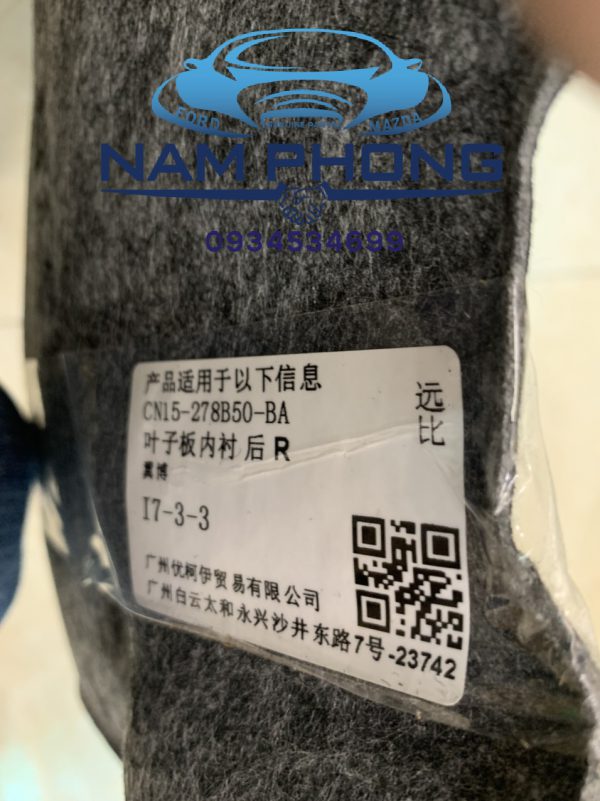 FORD
MAZDA
NAM PHONG
0934534699
产品适用于以下信息
CN15-278B50-BA
叶子板内衬后R
翼博
远比
I7-3-3
广州优柯伊贸易有限公司
广州白云太和永兴沙井东路7号-23742